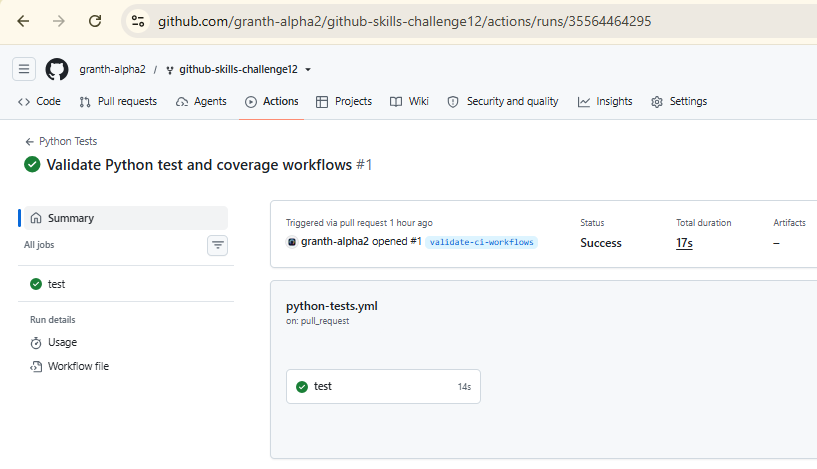 github.com/granth-alpha2/github-skills-challenge12/actions/runs/35564464295
granth-alpha2 / github-skills-challenge12
Code Pull requests Agents Actions Projects Wiki Security and quality Insights Settings
Python Tests
Validate Python test and coverage workflows #1
Summary
All jobs
test
Run details
Usage
Workflow file
Triggered via pull request 1 hour ago
granth-alpha2 opened #1 validate-ci-workflows
Status
Success
Total duration
17s
Artifacts
–
python-tests.yml
on: pull_request
test 14s